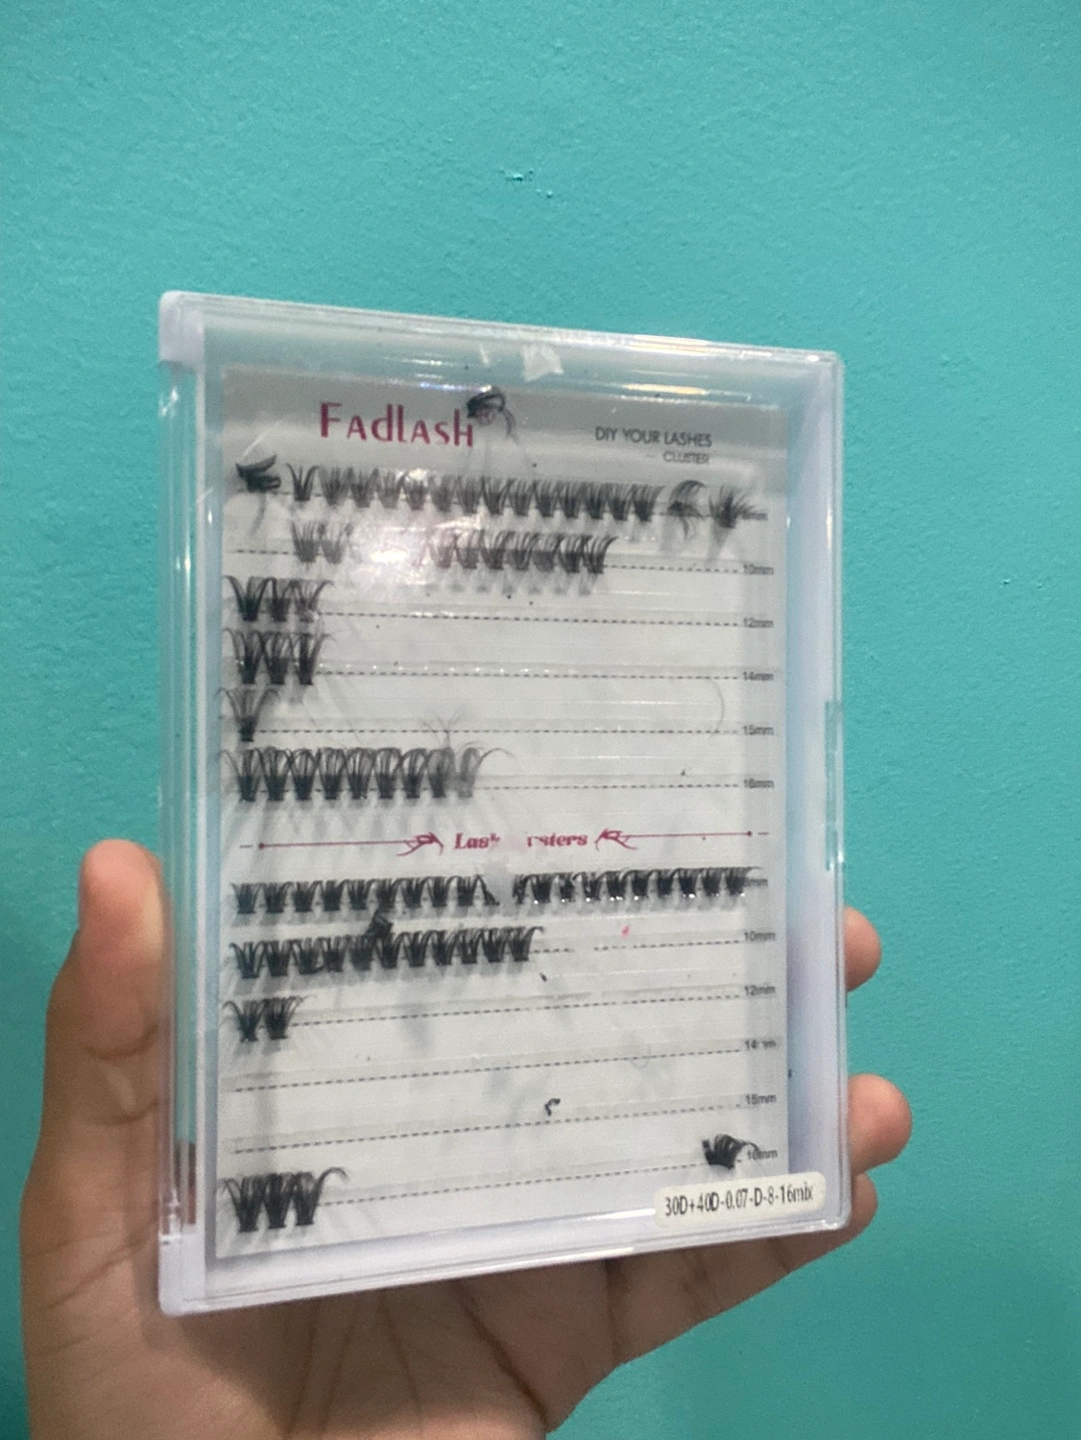 FAdlAsH
DIY YOUR LASHES
CLUSTER
10mm
12mm
14mm
15mm
16mm
10mm
12mm
15mm
16mm
30D+40D-0.07-D-8-16mix